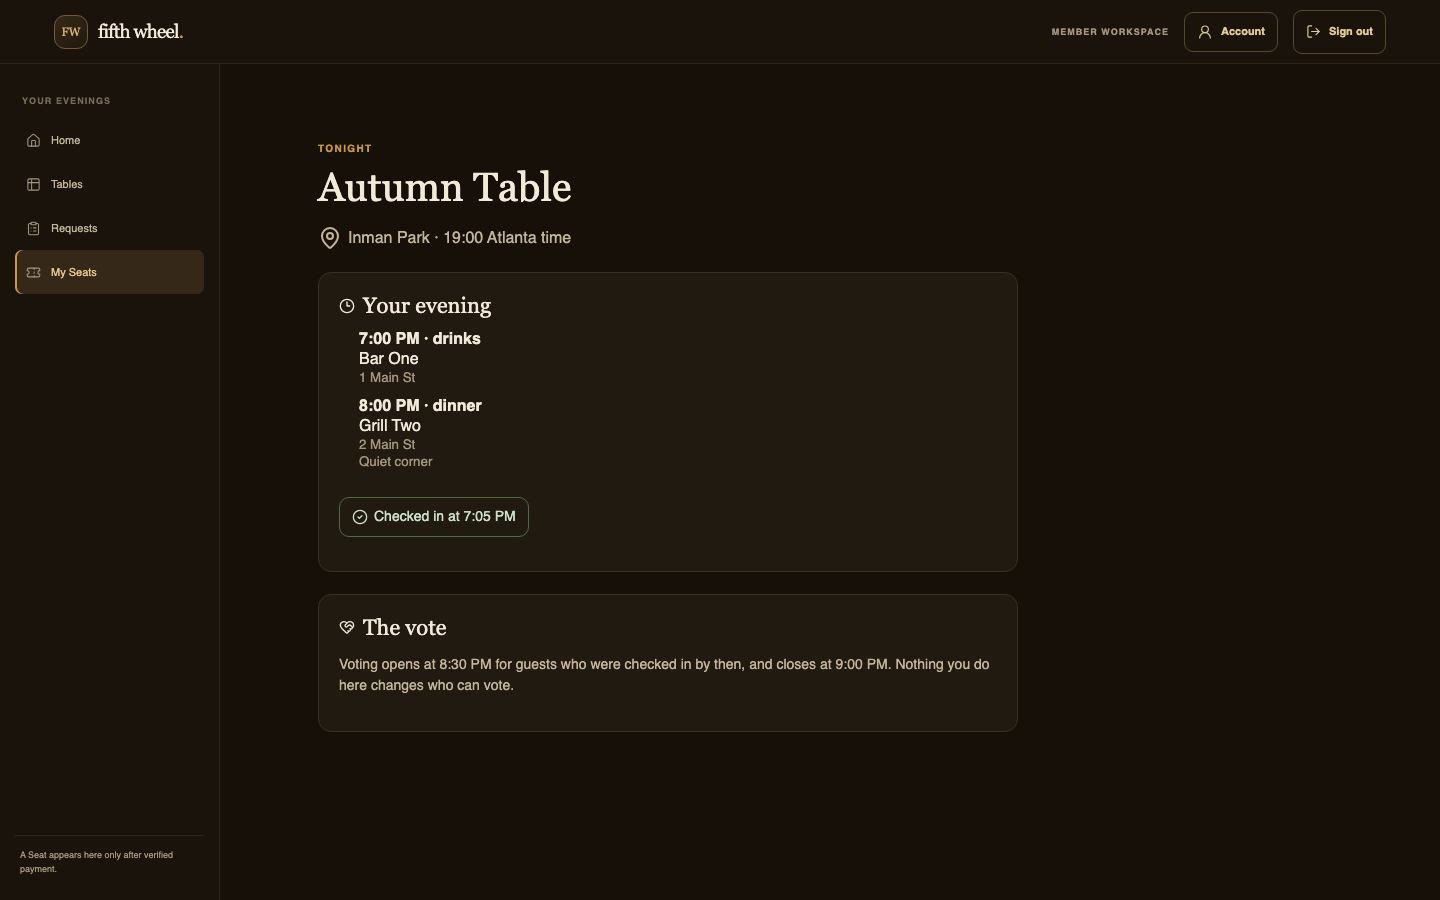 FW
fifth wheel.
MEMBER WORKSPACE
Account
Sign out
YOUR EVENINGS
Home
Tables
Requests
My Seats
A Seat appears here only after verified
payment.
TONIGHT
Autumn Table
Inman Park · 19:00 Atlanta time
Your evening
7:00 PM · drinks
Bar One
1 Main St
8:00 PM · dinner
Grill Two
2 Main St
Quiet corner
Checked in at 7:05 PM
The vote
Voting opens at 8:30 PM for guests who were checked in by then, and closes at 9:00 PM. Nothing you do
here changes who can vote.